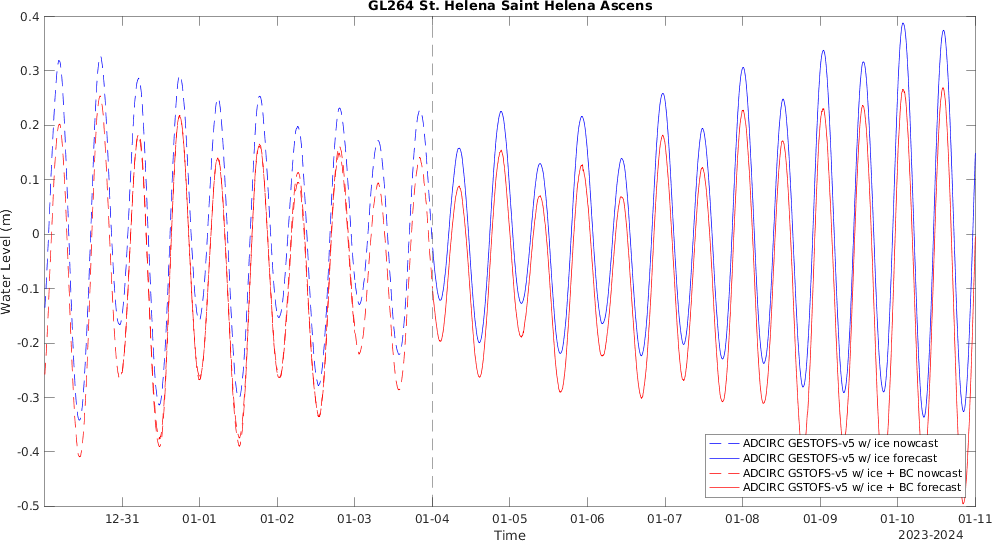 GL264 St. Helena Saint Helena Ascens
0.4
0.3
0.2
0.1
0
-0.1
-0.2
-0.3
-0.4
-0.5
Water Level (m)
ADCIRC GESTOFS-v5 w/ ice nowcast
ADCIRC GESTOFS-v5 w/ ice forecast
ADCIRC GSTOFS-v5 w/ ice + BC nowcast
ADCIRC GSTOFS-v5 w/ ice + BC forecast
12-31 01-01 01-02 01-03 01-04 01-05 01-06 01-07 01-08 01-09 01-10 01-11
Time
2023-2024